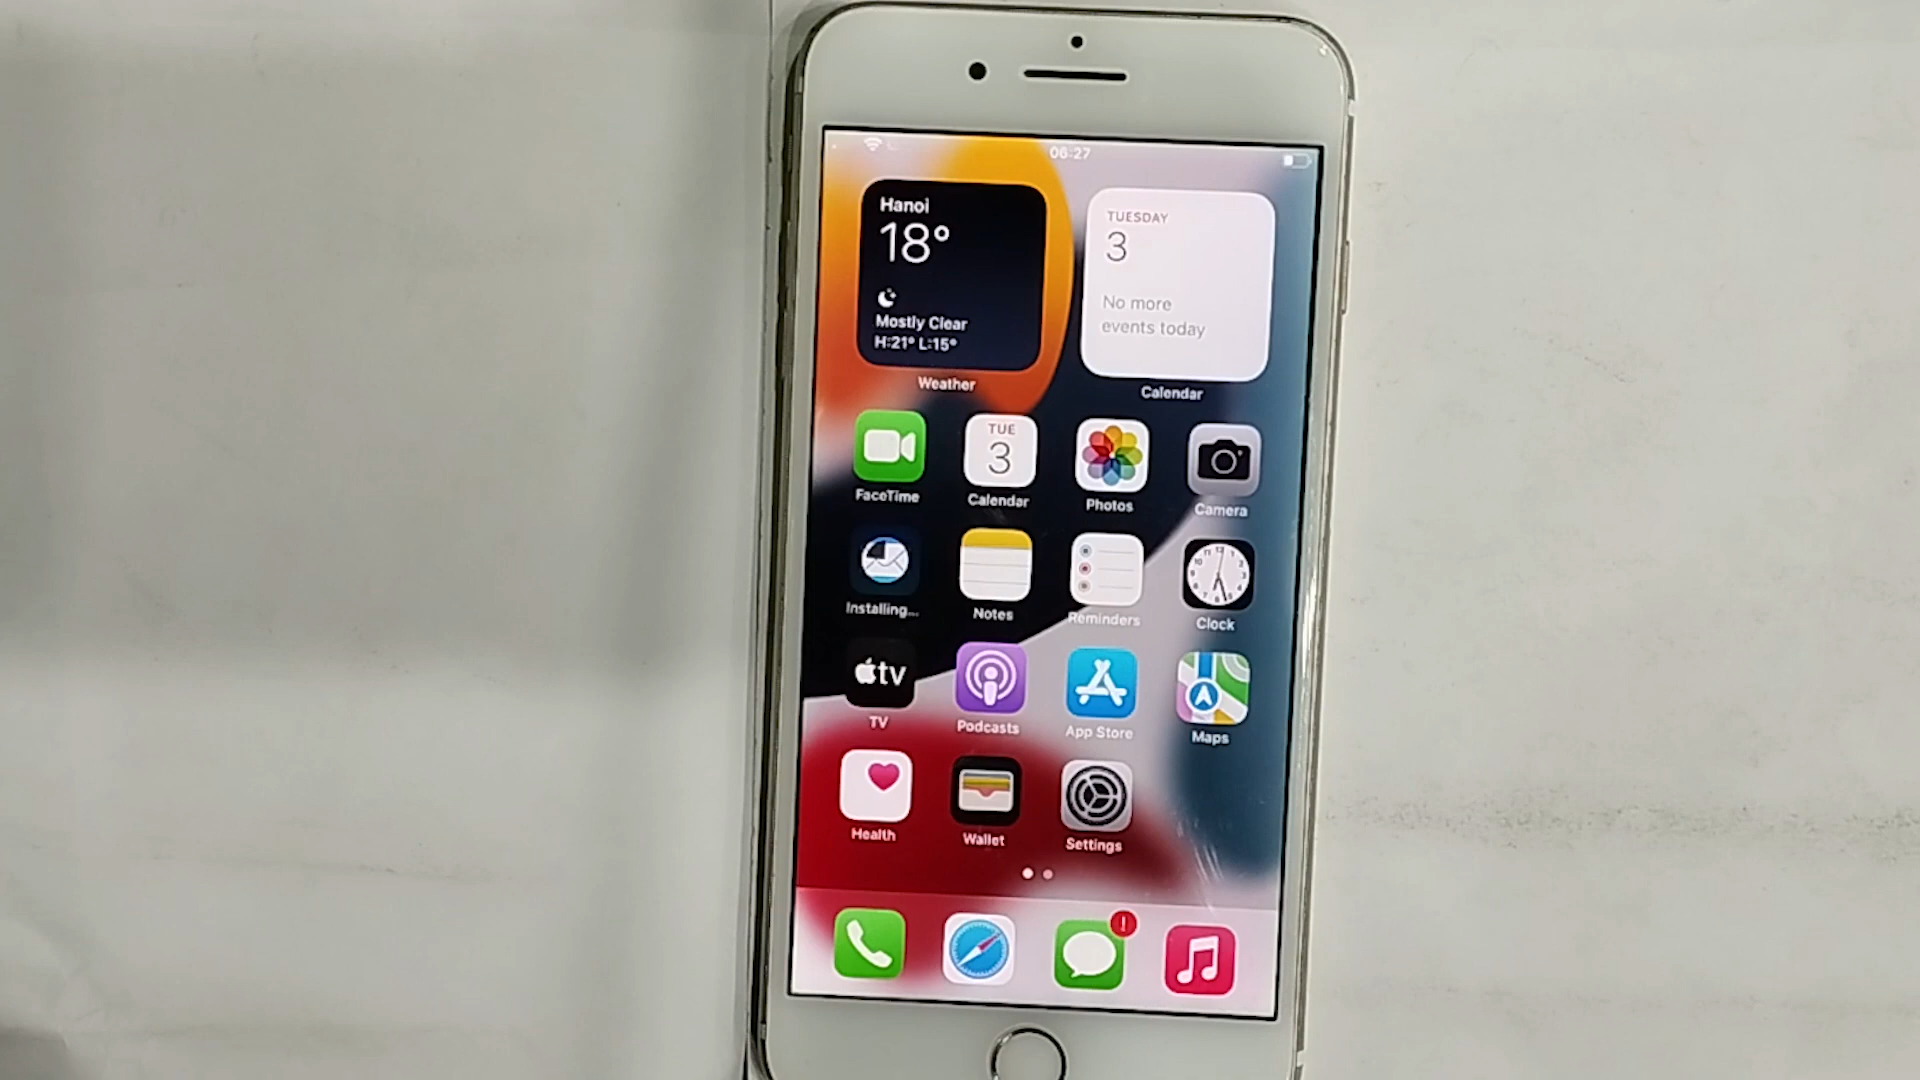 06:27
Hanoi
18°
Mostly Clear
H:21° L:15°
Weather
TUESDAY
3
No more
events today
Calendar
FaceTime
TUE
3
Calendar
Photos
Camera
Installing...
Notes
Reminders
Clock
tv
TV
Podcasts
App Store
Maps
Health
Wallet
Settings
!